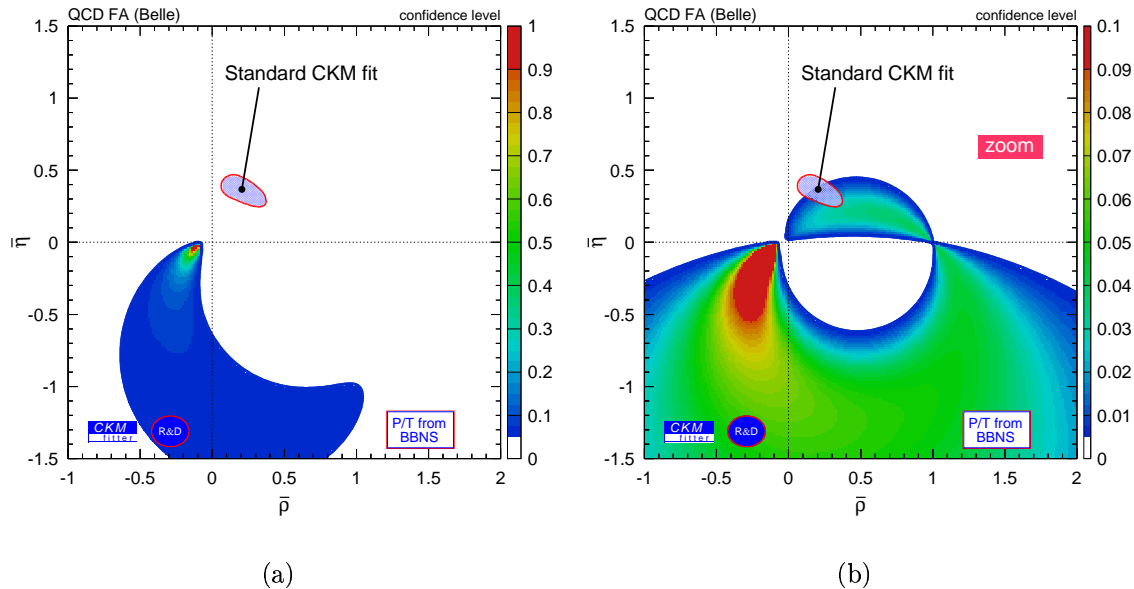 QCD FA (Belle)
confidence level
1.5
1
0.5
0
-0.5
-1
-1.5
-1 -0.5 0 0.5 1 1.5 2
η̄
ρ̄
Standard CKM fit
CKM
fitter
R&D
P/T from
BBNS
1
0.9
0.8
0.7
0.6
0.5
0.4
0.3
0.2
0.1
0
(a)
QCD FA (Belle)
confidence level
1.5
1
0.5
0
-0.5
-1
-1.5
-1 -0.5 0 0.5 1 1.5 2
η̄
ρ̄
Standard CKM fit
zoom
CKM
fitter
R&D
P/T from
BBNS
0.1
0.09
0.08
0.07
0.06
0.05
0.04
0.03
0.02
0.01
0
(b)